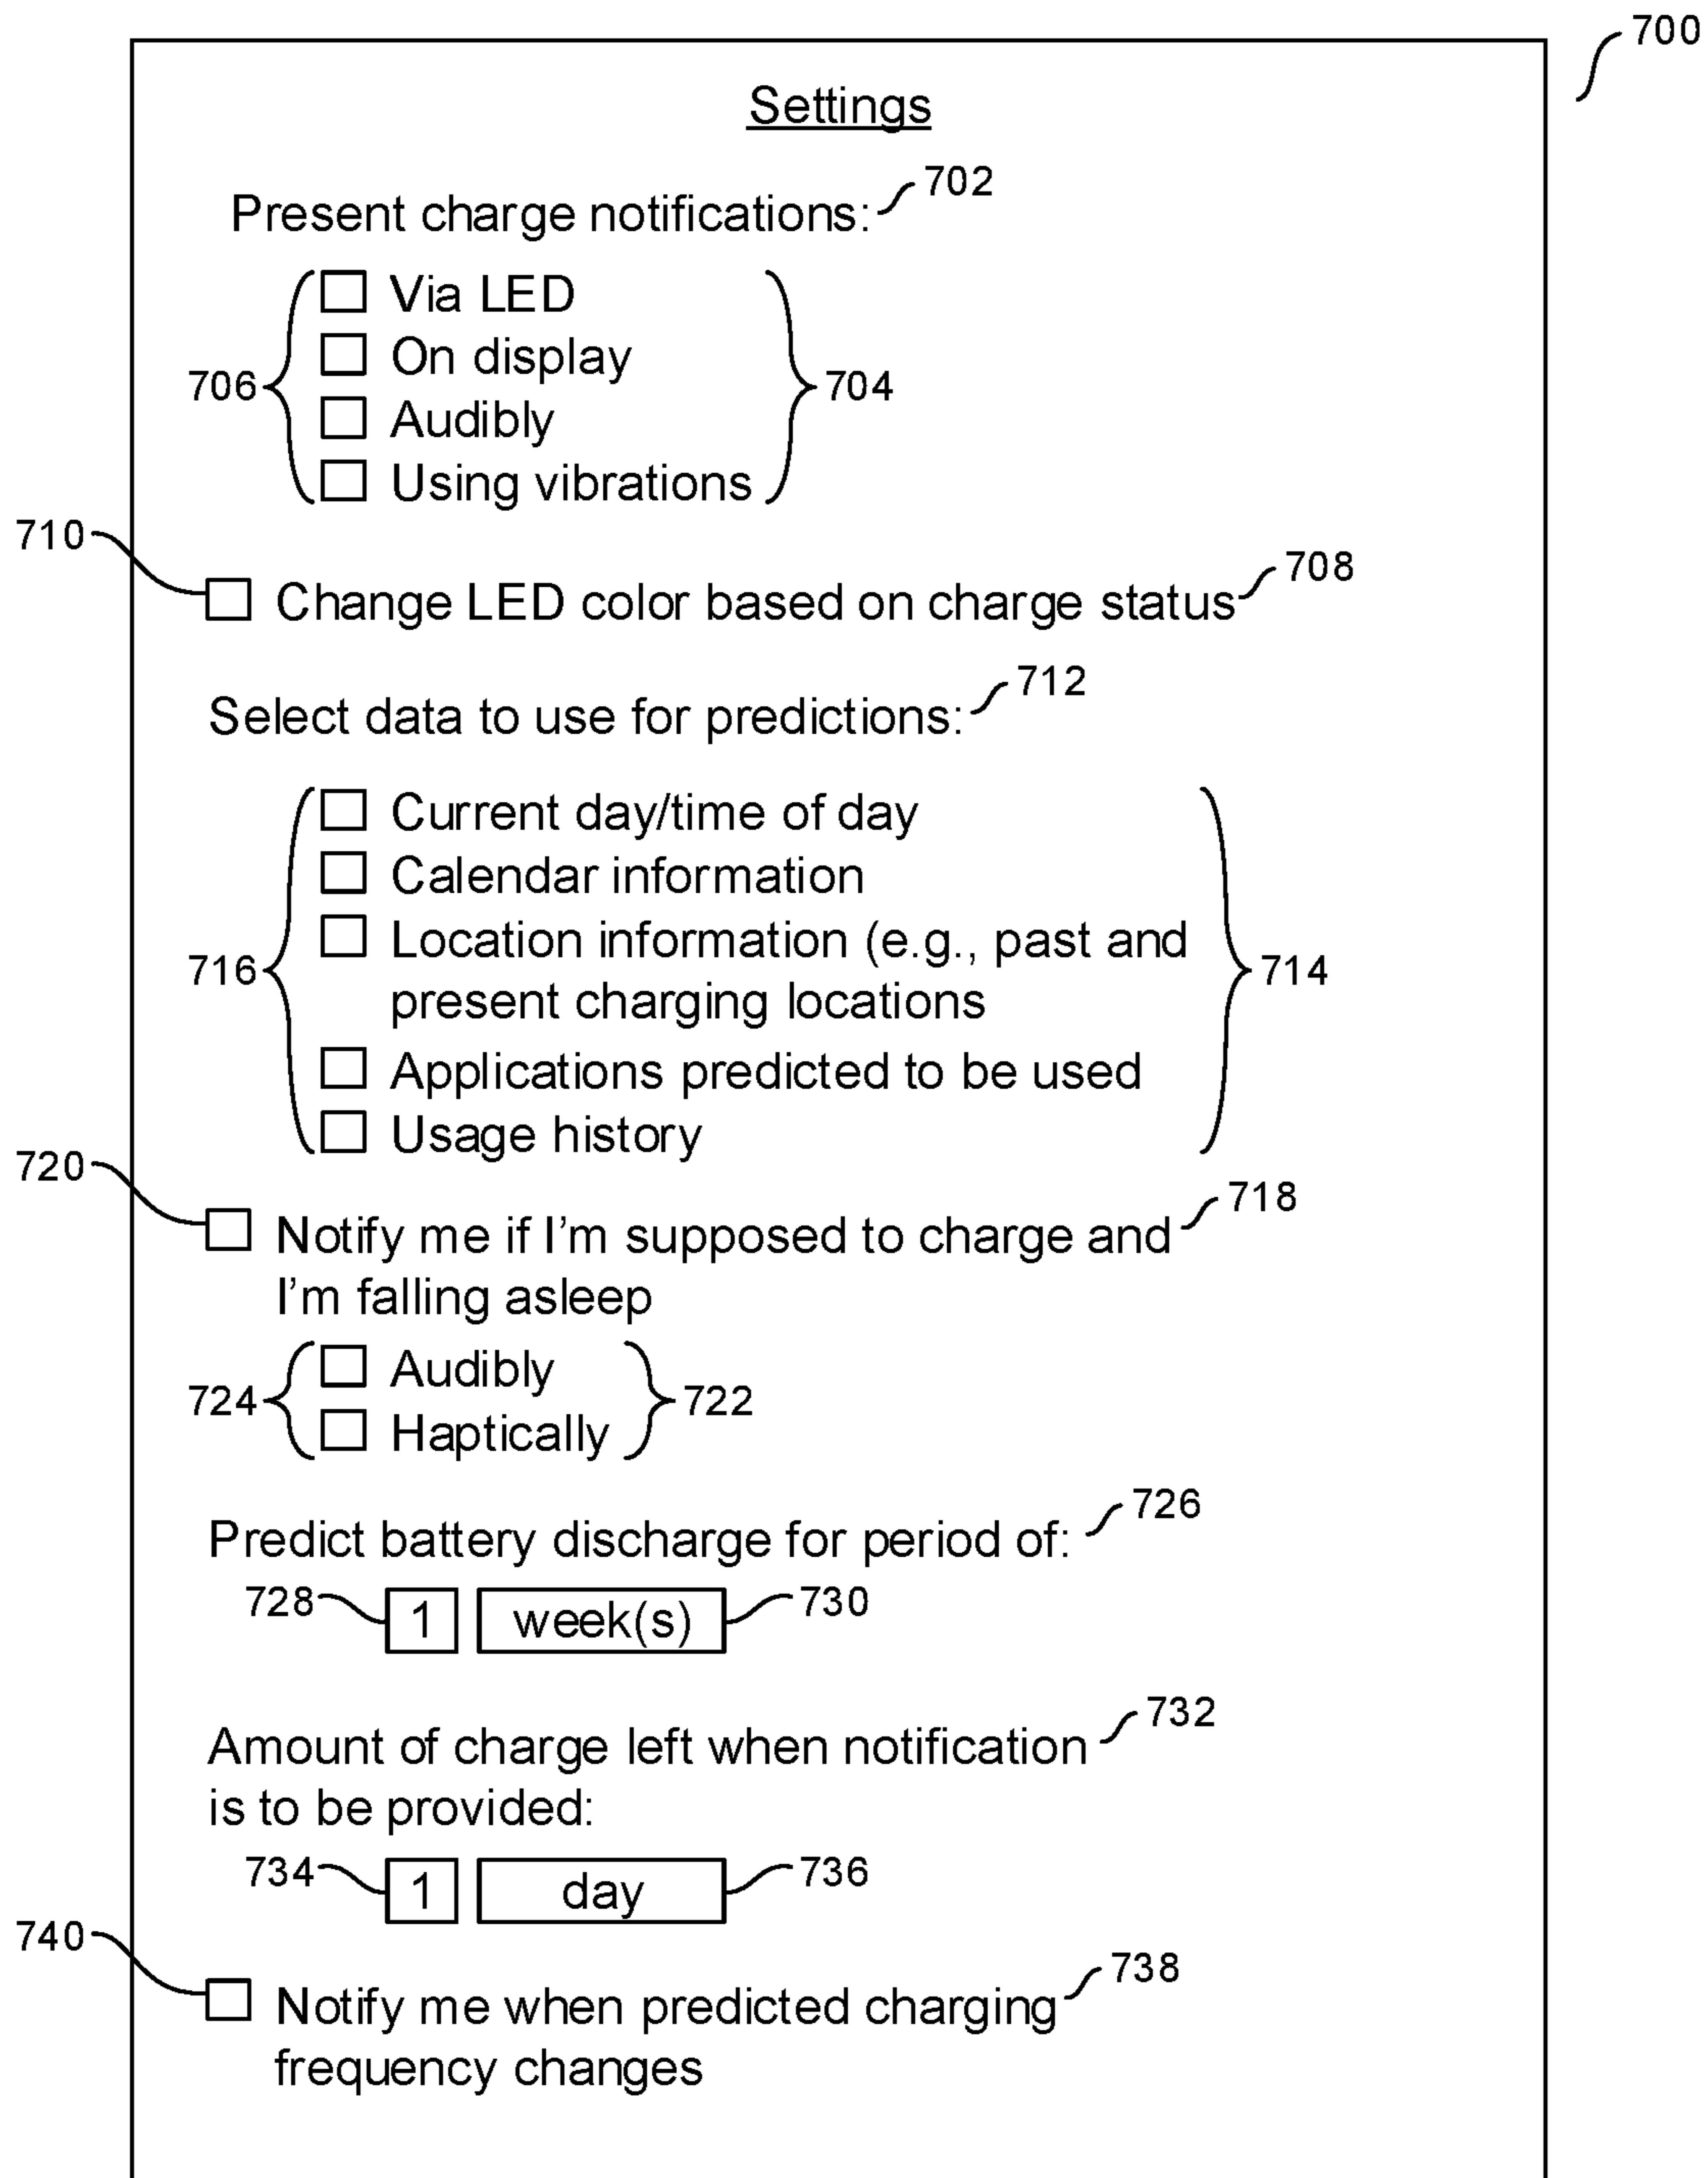 700
Settings
702
Present charge notifications:
Via LED
On display
706
704
Audibly
Using vibrations
710
708
Change LED color based on charge status
712
Select data to use for predictions:
Current day/time of day
Calendar information
Location information (e.g., past and
716
714
present charging locations
Applications predicted to be used
Usage history
720
718
Notify me if I'm supposed to charge and
I'm falling asleep
Audibly
724
722
Haptically
726
Predict battery discharge for period of:
728 1 week(s) 730
732
Amount of charge left when notification
is to be provided:
734 1 day 736
740
738
Notify me when predicted charging
frequency changes